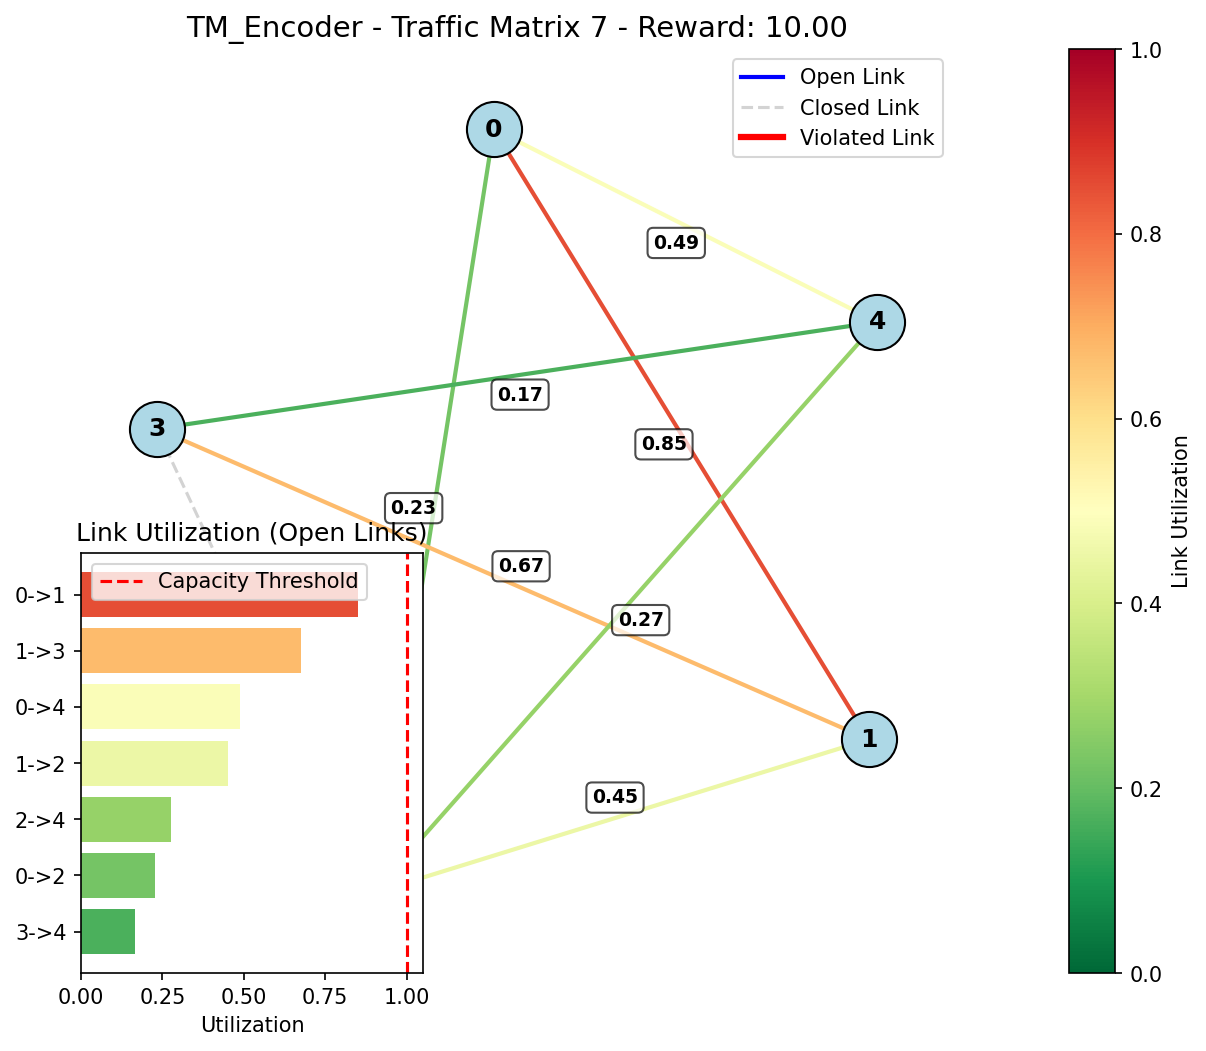 TM_Encoder - Traffic Matrix 7 - Reward: 10.00
Open Link
Closed Link
Violated Link
0
4
3
1
0.49
0.17
0.85
0.23
0.67
0.27
0.45
Link Utilization (Open Links)
Capacity Threshold
0->1
1->3
0->4
1->2
2->4
0->2
3->4
0.00 0.25 0.50 0.75 1.00
Utilization
1.0
0.8
0.6
0.4
0.2
0.0
Link Utilization